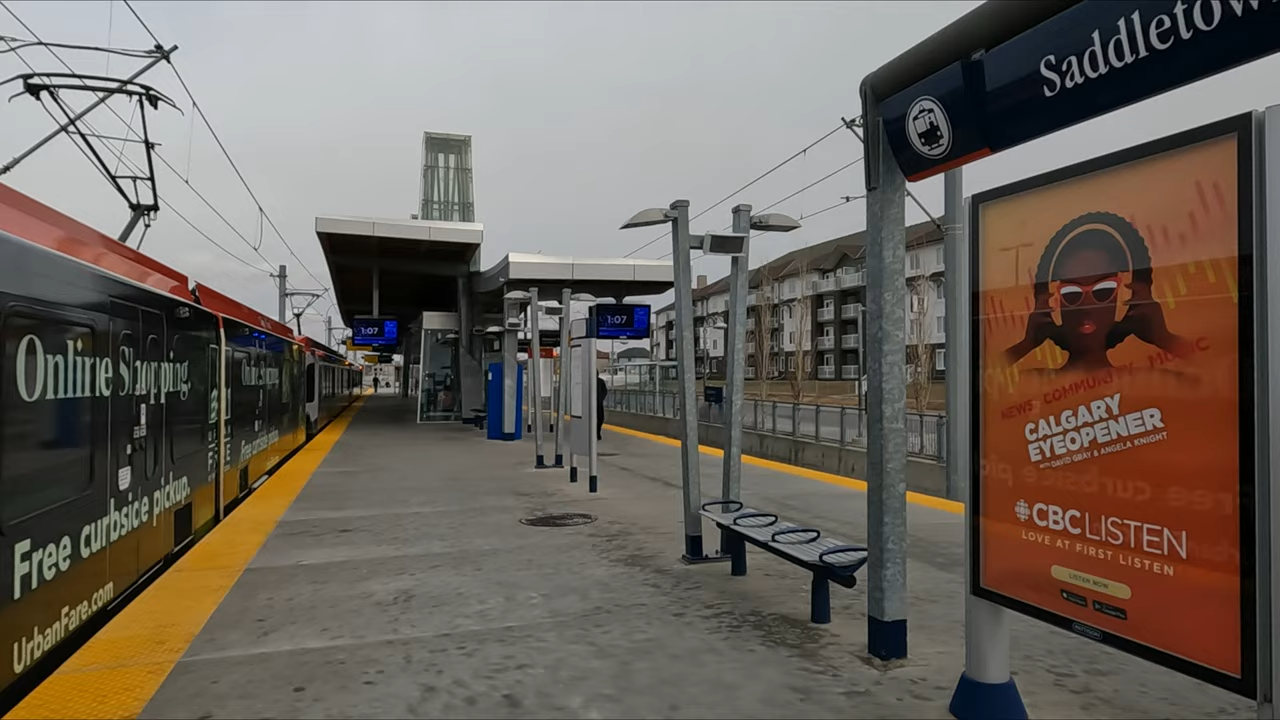 Saddletow
Online Shopping.
Online Shopping.
Free curbside pickup.
Free curbside pickup.
UrbanFare.com
1:07
1:07
NEWS COMMUNITY MUSIC
CALGARY
EYEOPENER
WITH DAVID GRAY & ANGELA KNIGHT
CBC LISTEN
LOVE AT FIRST LISTEN
LISTEN NOW
PATTISON